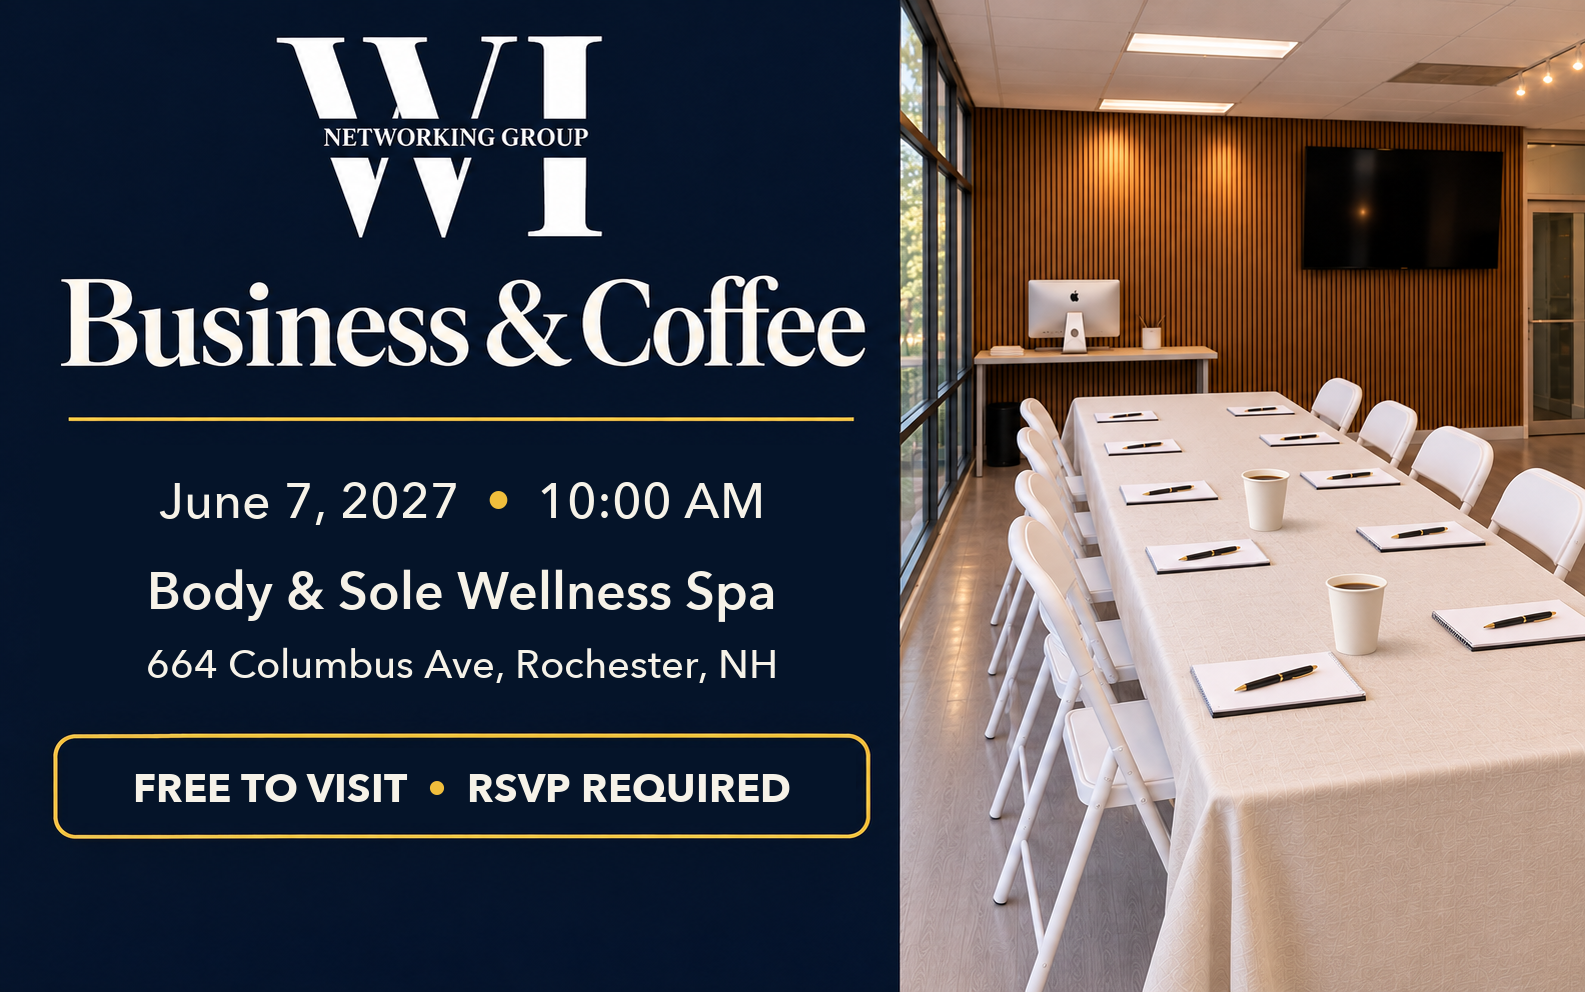 WI
NETWORKING GROUP
Business & Coffee
June 7, 2027 • 10:00 AM
Body & Sole Wellness Spa
664 Columbus Ave, Rochester, NH
FREE TO VISIT • RSVP REQUIRED